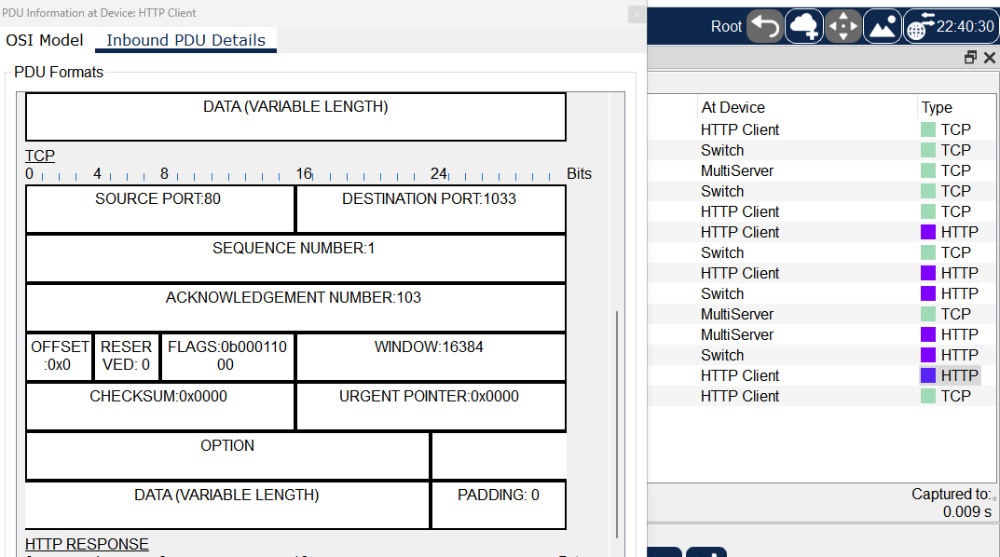 PDU Information at Device: HTTP Client
OSI Model Inbound PDU Details
PDU Formats
DATA (VARIABLE LENGTH)
TCP
0 4 8 16 24 Bits
SOURCE PORT:80 DESTINATION PORT:1033
SEQUENCE NUMBER:1
ACKNOWLEDGEMENT NUMBER:103
OFFSET RESER FLAGS:0b000110 WINDOW:16384
:0x0 VED: 0 00
CHECKSUM:0x0000 URGENT POINTER:0x0000
OPTION
DATA (VARIABLE LENGTH) PADDING: 0
HTTP RESPONSE
Root 22:40:30
At Device Type
HTTP Client TCP
Switch TCP
MultiServer TCP
Switch TCP
HTTP Client TCP
HTTP Client HTTP
Switch TCP
HTTP Client HTTP
Switch HTTP
MultiServer TCP
MultiServer HTTP
Switch HTTP
HTTP Client HTTP
HTTP Client TCP
Captured to:
0.009 s